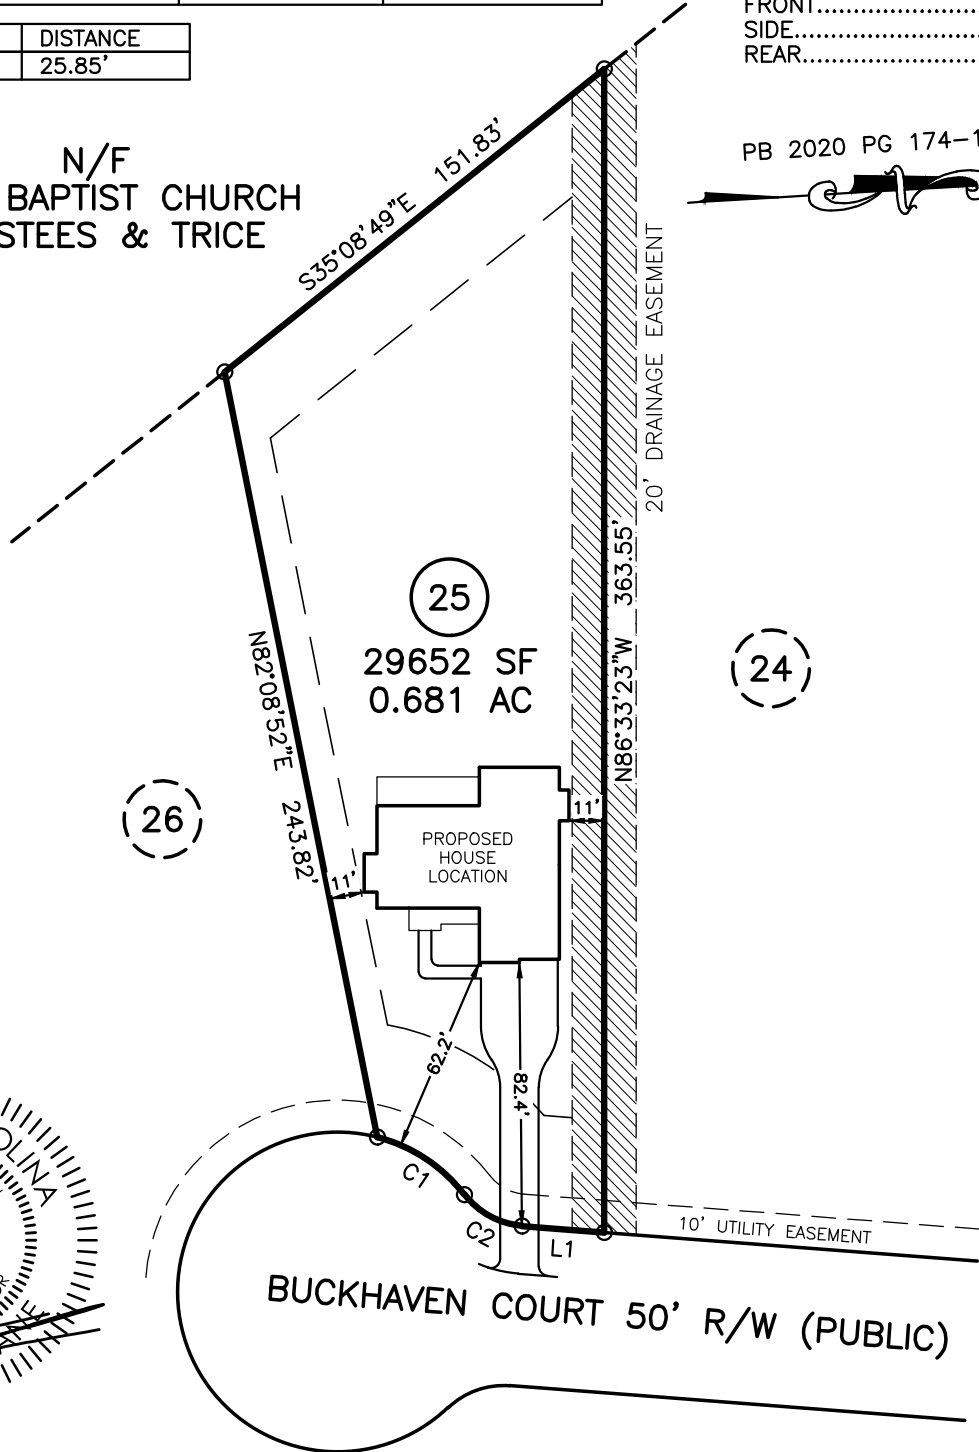 FRONT
SIDE
REAR
DISTANCE
25.85'
PB 2020 PG 174-1
N/F
BAPTIST CHURCH
STEES & TRICE
S35°08'49"E 151.83'
20' DRAINAGE EASEMENT
N86°33'23"W 363.55'
25
29652 SF
0.681 AC
24
N82°08'52"E 243.82'
26
PROPOSED
HOUSE
LOCATION
11'
11'
62.2'
82.4'
C1
C2
L1
10' UTILITY EASEMENT
BUCKHAVEN COURT 50' R/W (PUBLIC)
OLINA